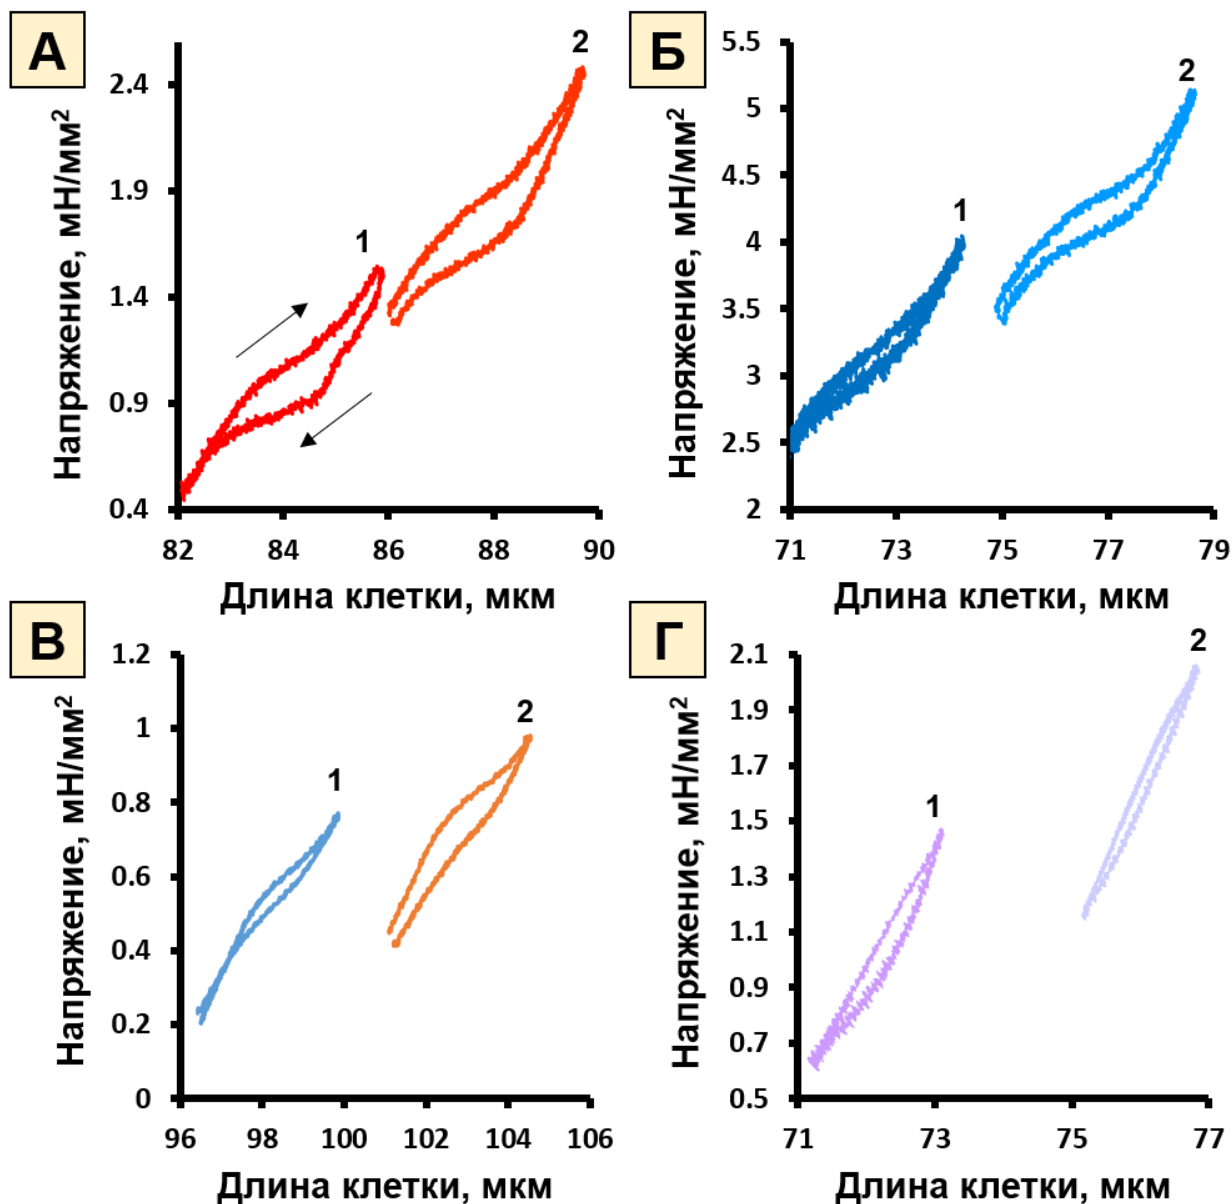 А
Напряжение, мН/мм²
2.4
1.9
1.4
0.9
0.4
1
2
82 84 86 88 90
Длина клетки, мкм
Б
Напряжение, мН/мм²
5.5
5
4.5
4
3.5
3
2.5
2
1
2
71 73 75 77 79
Длина клетки, мкм
В
Напряжение, мН/мм²
1.2
1
0.8
0.6
0.4
0.2
0
1
2
96 98 100 102 104 106
Длина клетки, мкм
Г
Напряжение, мН/мм²
2.1
1.9
1.7
1.5
1.3
1.1
0.9
0.7
0.5
1
2
71 73 75 77
Длина клетки, мкм